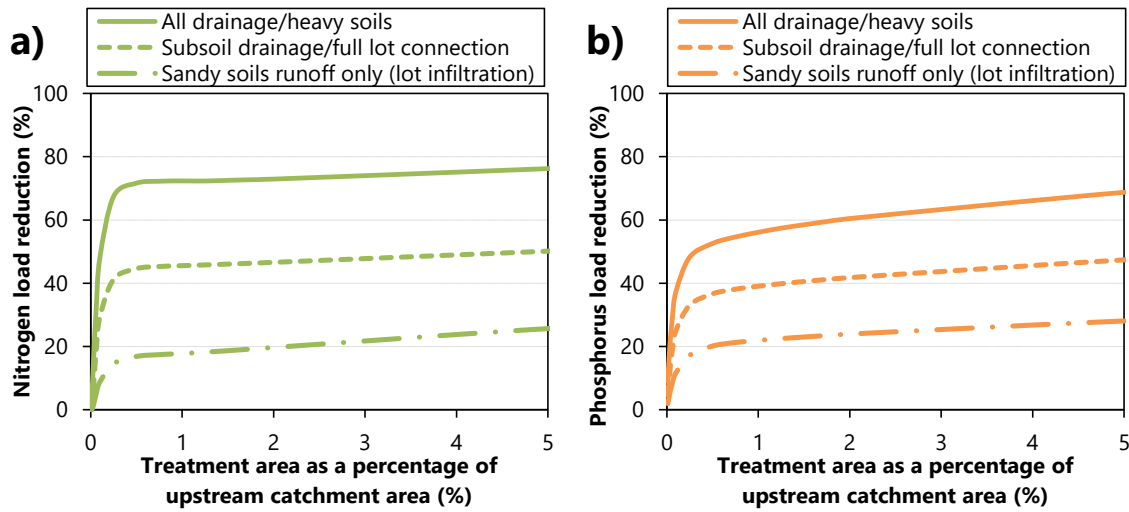 a)
All drainage/heavy soils
Subsoil drainage/full lot connection
Sandy soils runoff only (lot infiltration)
Nitrogen load reduction (%)
100
80
60
40
20
0
0 1 2 3 4 5
Treatment area as a percentage of
upstream catchment area (%)
b)
All drainage/heavy soils
Subsoil drainage/full lot connection
Sandy soils runoff only (lot infiltration)
Phosphorus load reduction (%)
100
80
60
40
20
0
0 1 2 3 4 5
Treatment area as a percentage of
upstream catchment area (%)